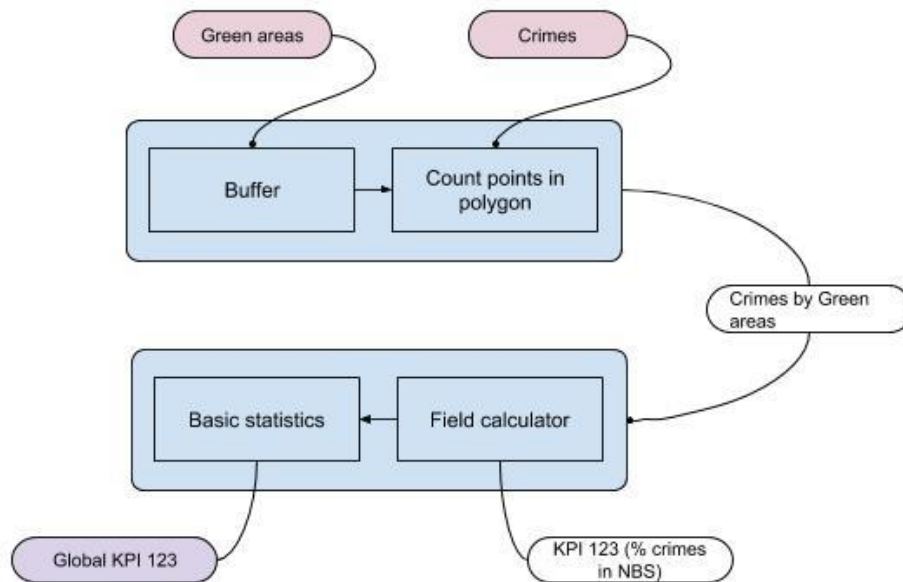 Green areas
Crimes
Buffer
Count points in
polygon
Crimes by Green
areas
Basic statistics
Field calculator
Global KPI 123
KPI 123 (% crimes
in NBS)